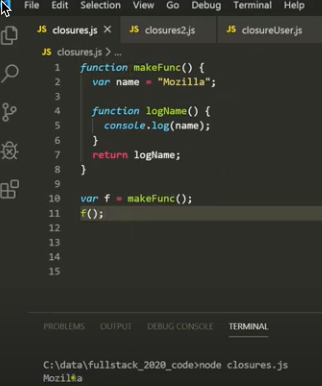 File Edit Selection View Go Debug Terminal Help
JS closures.js × JS closures2.js JS closureUser.js
JS closures.js > ...
1 function makeFunc() {
2 var name = "Mozilla";
3
4 function logName() {
5 console.log(name);
6 }
7 return logName;
8 }
9
10 var f = makeFunc();
11 f();
12
13
14
15
PROBLEMS OUTPUT DEBUG CONSOLE TERMINAL
C:\data\fullstack_2020_code>node closures.js
Mozilla